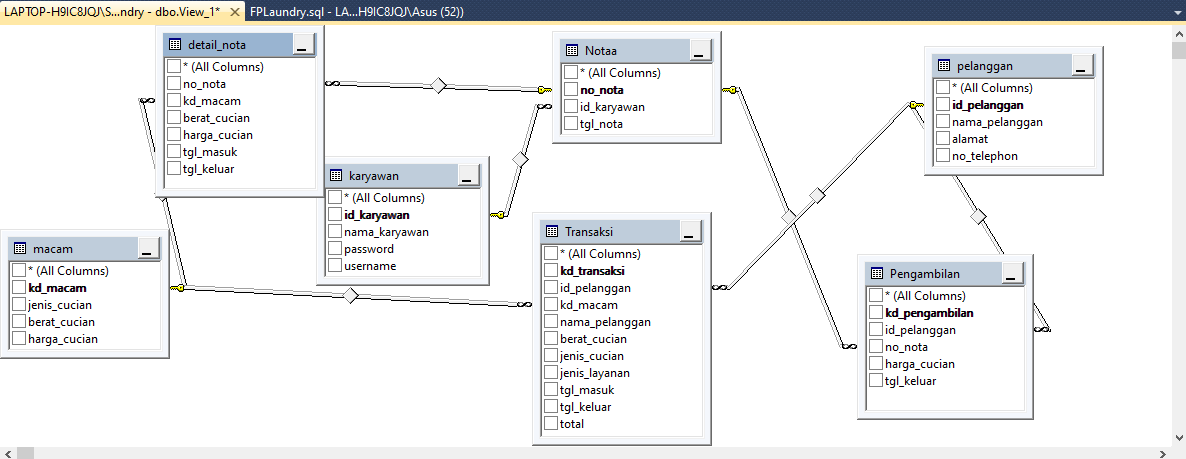 LAPTOP-H9IC8JQJ\S...ndry - dbo.View_1* FPLaundry.sql - LA...H9IC8JQJ\Asus (52))
detail_nota
* (All Columns)
no_nota
kd_macam
berat_cucian
harga_cucian
tgl_masuk
tgl_keluar
Notaa
* (All Columns)
no_nota
id_karyawan
tgl_nota
pelanggan
* (All Columns)
id_pelanggan
nama_pelanggan
alamat
no_telephon
karyawan
* (All Columns)
id_karyawan
nama_karyawan
password
username
macam
* (All Columns)
kd_macam
jenis_cucian
berat_cucian
harga_cucian
Transaksi
* (All Columns)
kd_transaksi
id_pelanggan
kd_macam
nama_pelanggan
berat_cucian
jenis_cucian
jenis_layanan
tgl_masuk
tgl_keluar
total
Pengambilan
* (All Columns)
kd_pengambilan
id_pelanggan
no_nota
harga_cucian
tgl_keluar